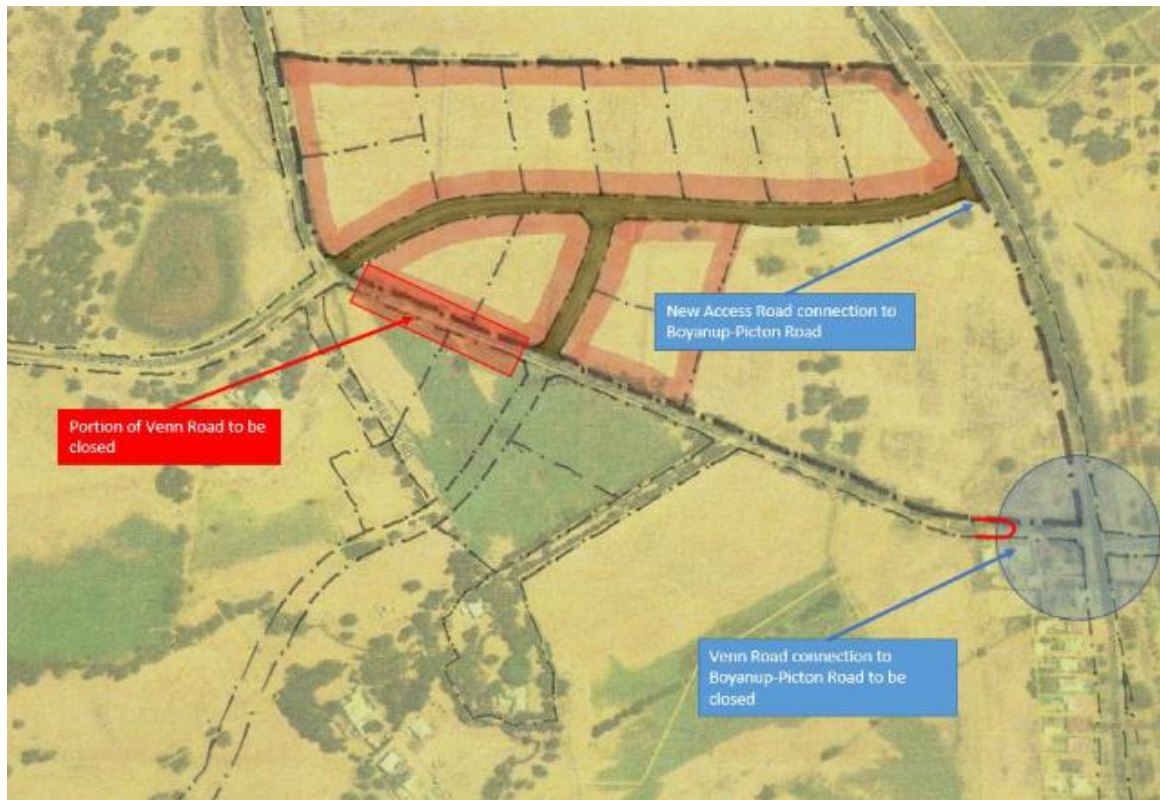 New Access Road connection to
Boyanup-Picton Road
Portion of Venn Road to be
closed
Venn Road connection to
Boyanup-Picton Road to be
closed